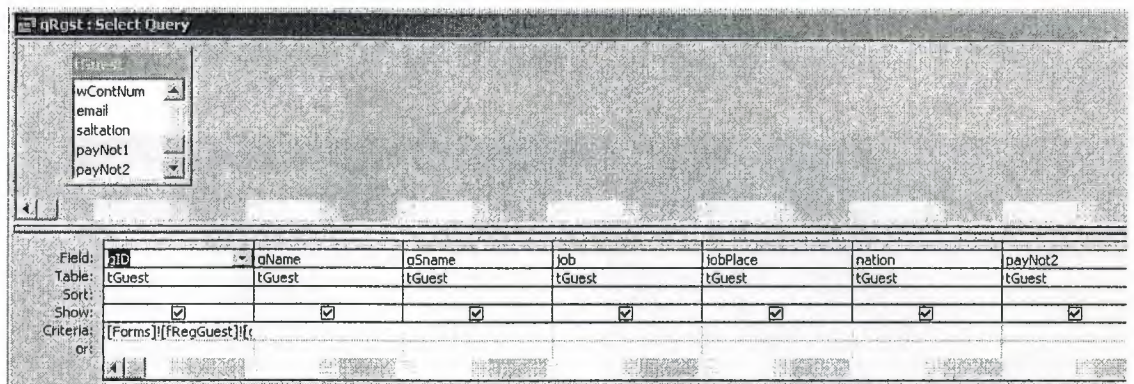 qRgst : Select Query
tGuest
wContNum
email
saltation
payNot1
payNot2
Field: gID gName gSname job jobPlace nation payNot2
Table: tGuest tGuest tGuest tGuest tGuest tGuest tGuest
Sort:
Show:
Criteria: [Forms]![fRegGuest]![g
or: